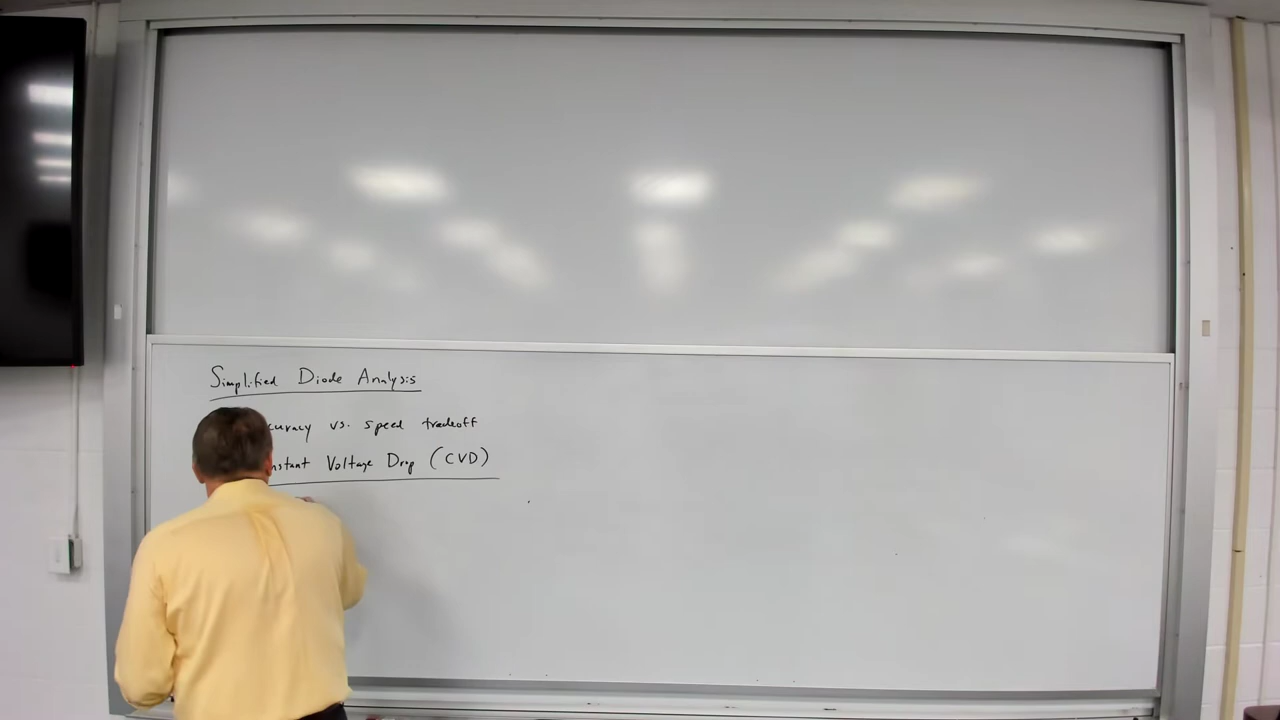 Simplified Diode Analysis
curacy vs. speed tradeoff
nstant Voltage Drop (CVD)